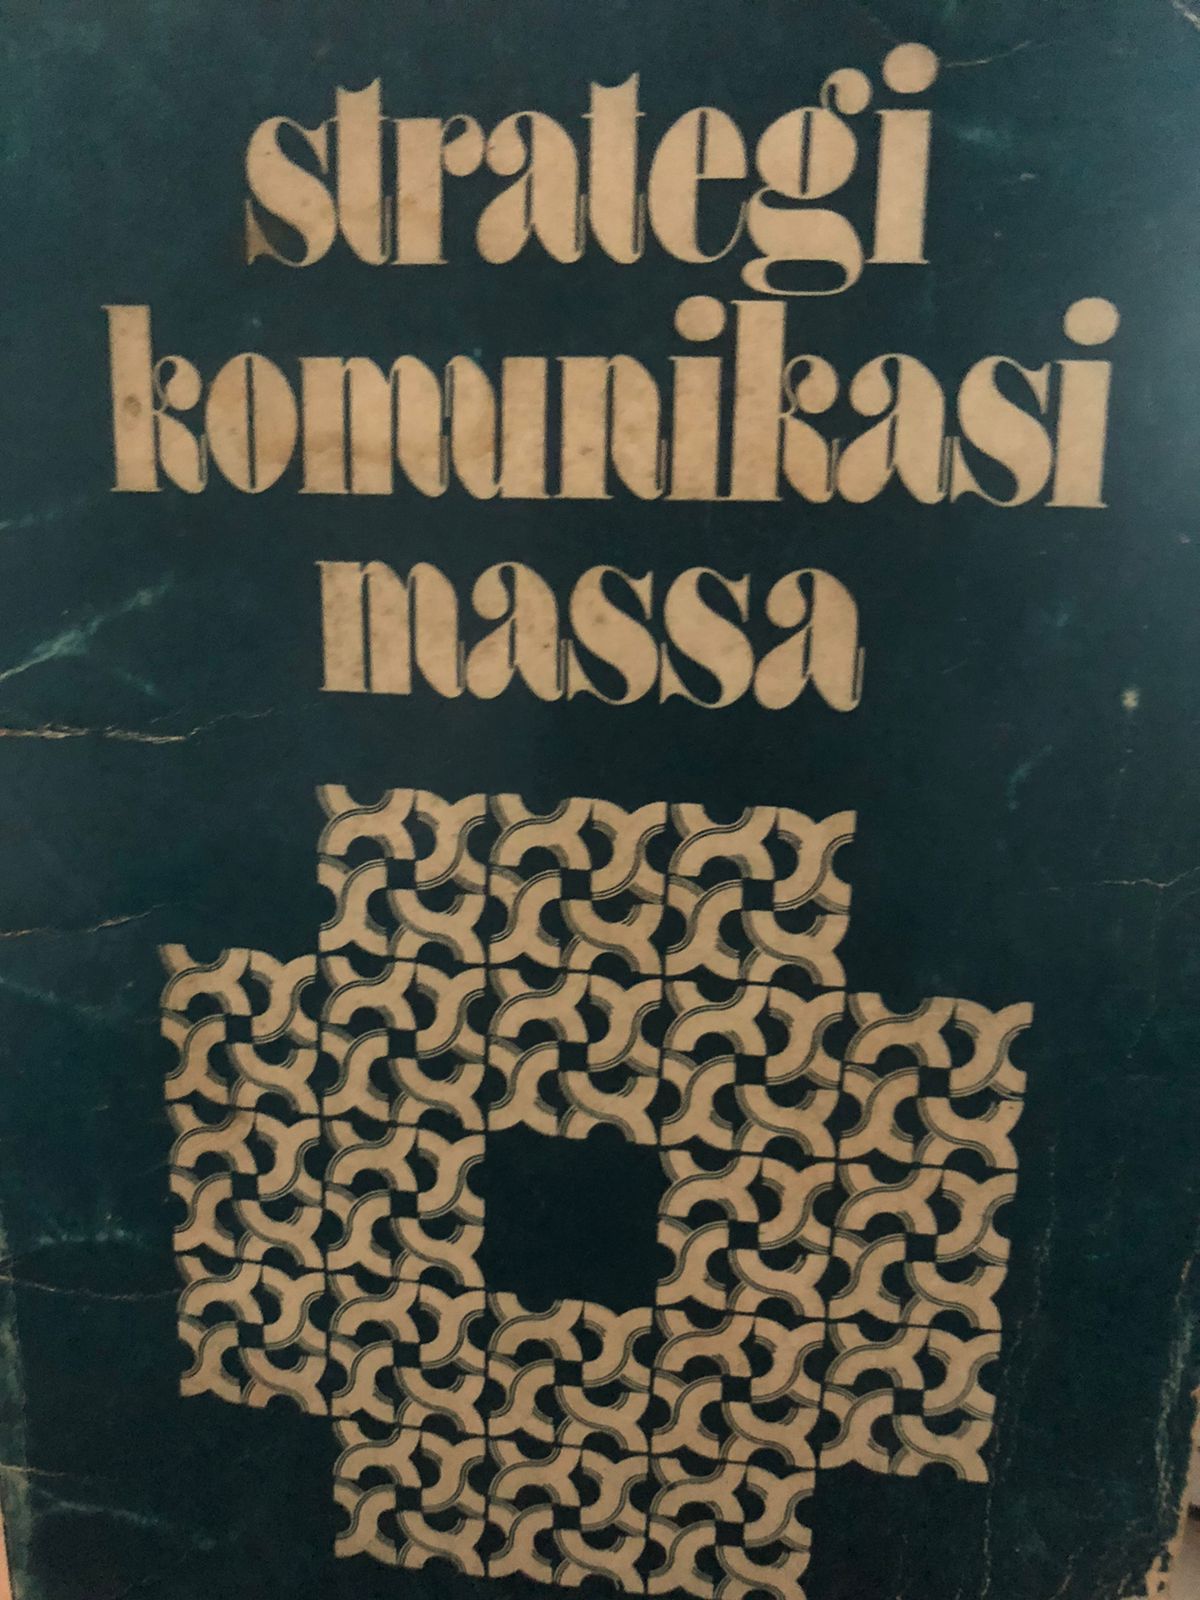 strategi
komunikasi
massa